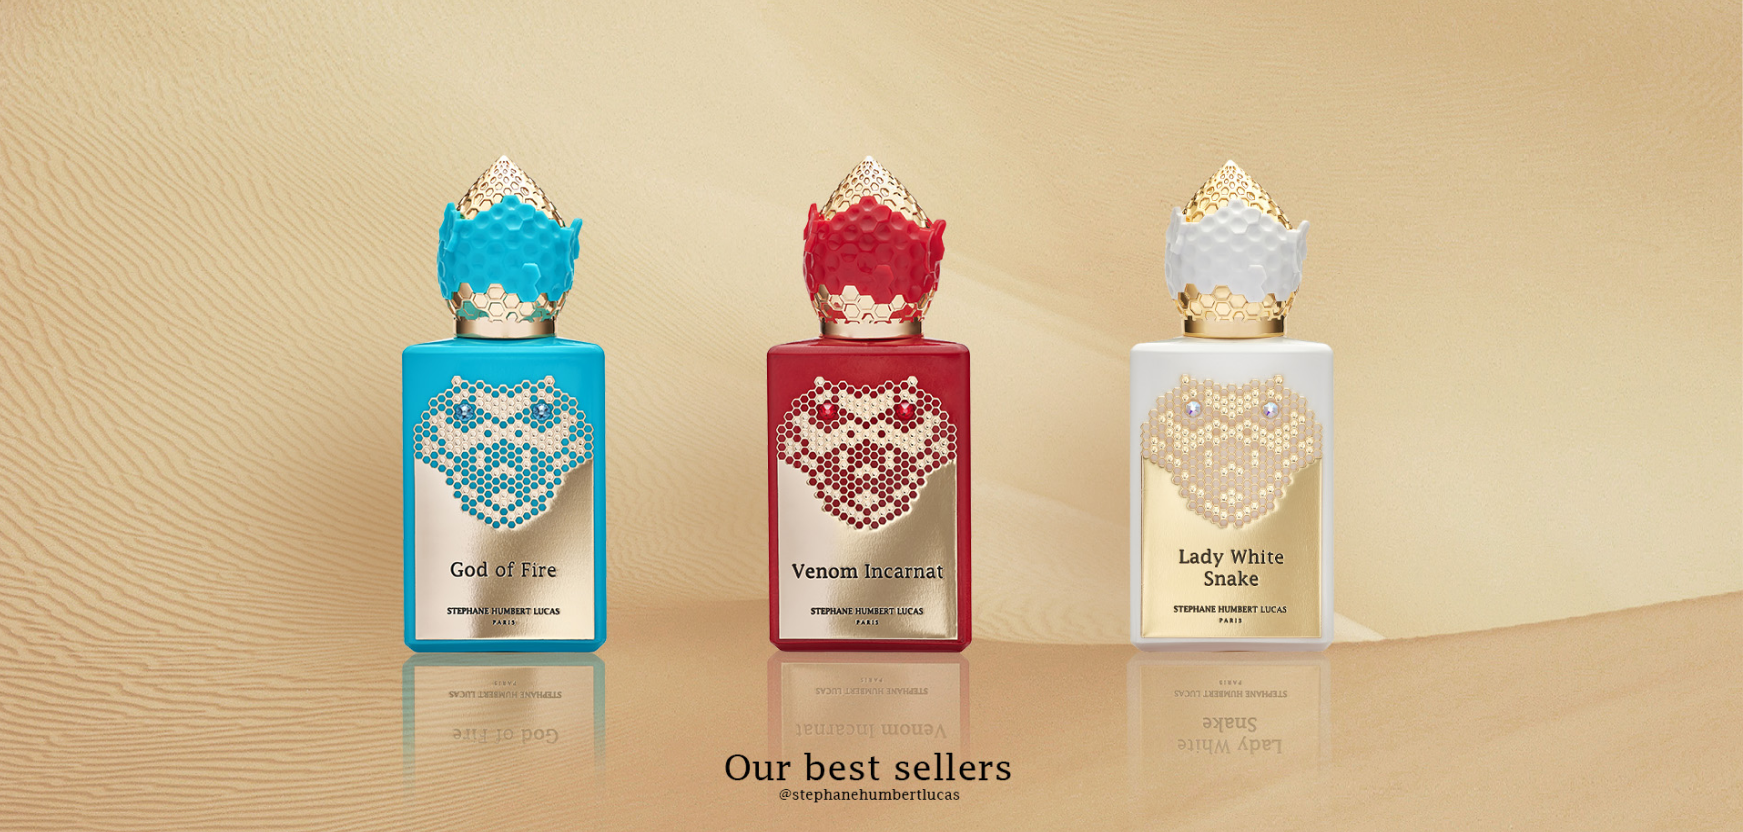 God of Fire
STEPHANE HUMBERT LUCAS
PARIS
Venom Incarnat
STEPHANE HUMBERT LUCAS
PARIS
Lady White
Snake
STEPHANE HUMBERT LUCAS
PARIS
Our best sellers
@stephanehumbertlucas